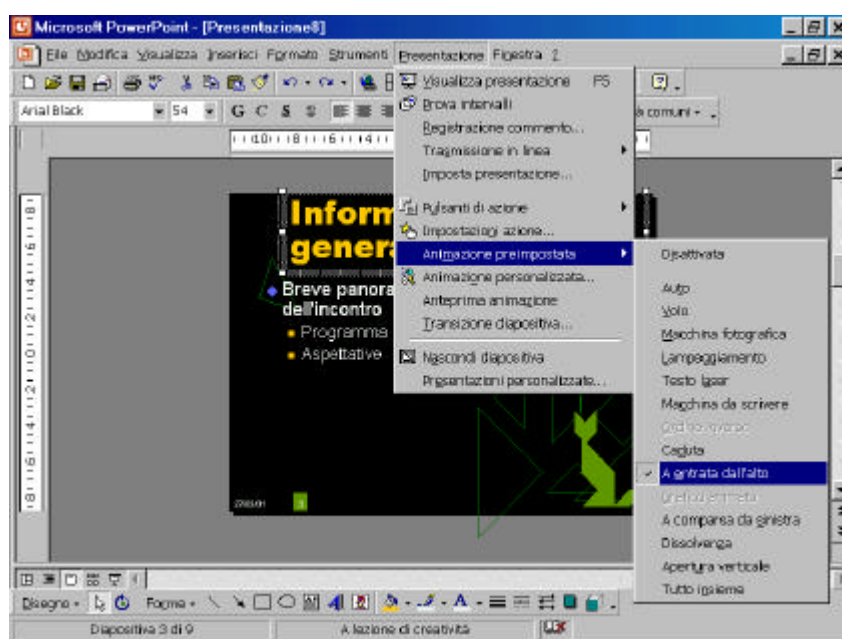 Microsoft PowerPoint - [Presentazione8]
File Modifica Visualizza Inserisci Formato Strumenti Presentazione Finestra ?
Arial Black 54 G C S S
à comuni
Visualizza presentazione F5
Prova intervalli
Registrazione commento...
Trasmissione in linea
Imposta presentazione...
Pulsanti di azione
Impostazioni azione...
Animazione preimpostata
Animazione personalizzata...
Anteprima animazione
Transizione diapositiva...
Nascondi diapositiva
Presentazioni personalizzate...
Disattivata
Auto
Volo
Macchina fotografica
Lampeggiamento
Testo laser
Macchina da scrivere
Ordine inverso
Caduta
A entrata dall'alto
A comparsa da sinistra
Dissolvenza
Apertura verticale
Tutto insieme
Inform
genera
Breve panora
dell'incontro
Programma
Aspettative
Disegno Forme
Diapositiva 3 di 9 A lezione di creatività